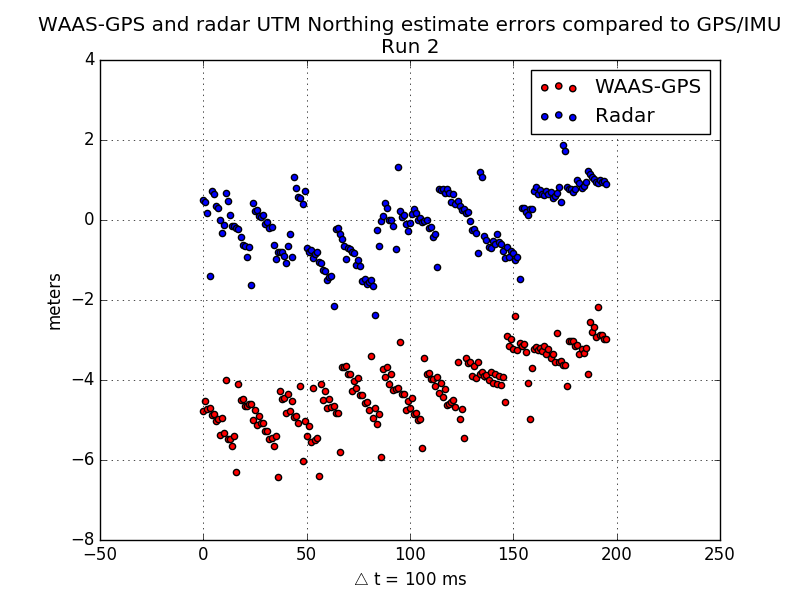 WAAS-GPS and radar UTM Northing estimate errors compared to GPS/IMU
Run 2
4
WAAS-GPS
Radar
2
0
−2
−4
−6
−8
meters
−50 0 50 100 150 200 250
△ t = 100 ms